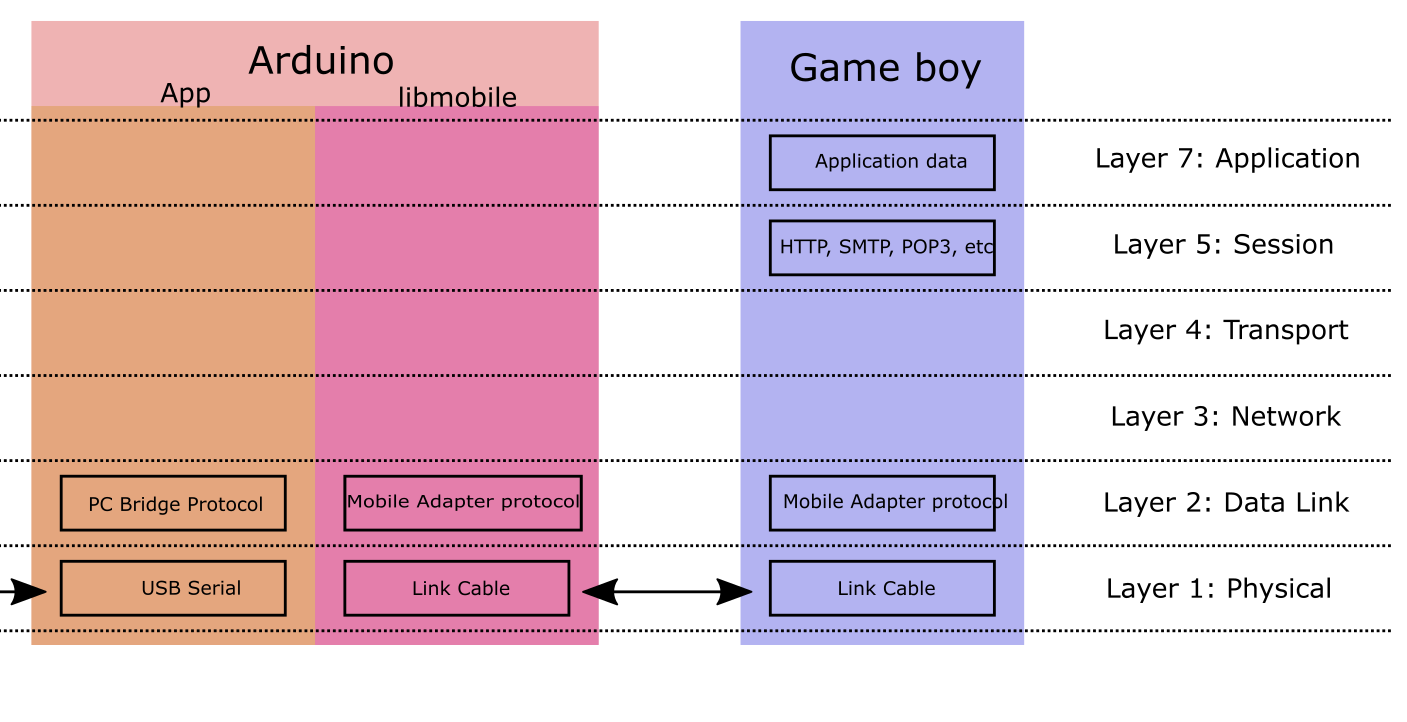 Arduino
Game boy
App
libmobile
Application data
Layer 7: Application
HTTP, SMTP, POP3, etc
Layer 5: Session
Layer 4: Transport
Layer 3: Network
PC Bridge Protocol
Mobile Adapter protocol
Mobile Adapter protocol
Layer 2: Data Link
USB Serial
Link Cable
Link Cable
Layer 1: Physical